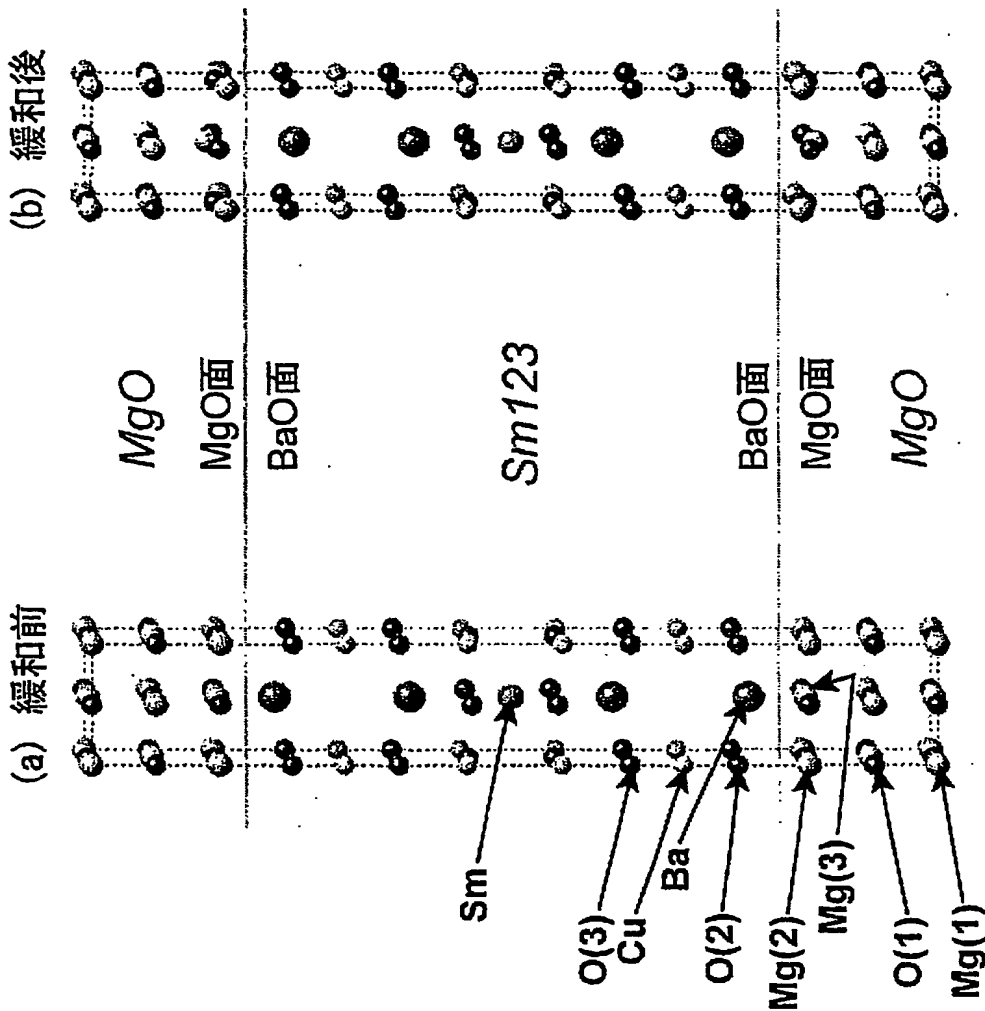 (a) 緩和前
(b) 緩和後
MgO
MgO面
BaO面
Sm123
BaO面
MgO面
MgO
Sm
O(3)
Cu
Ba
O(2)
Mg(2)
Mg(3)
O(1)
Mg(1)